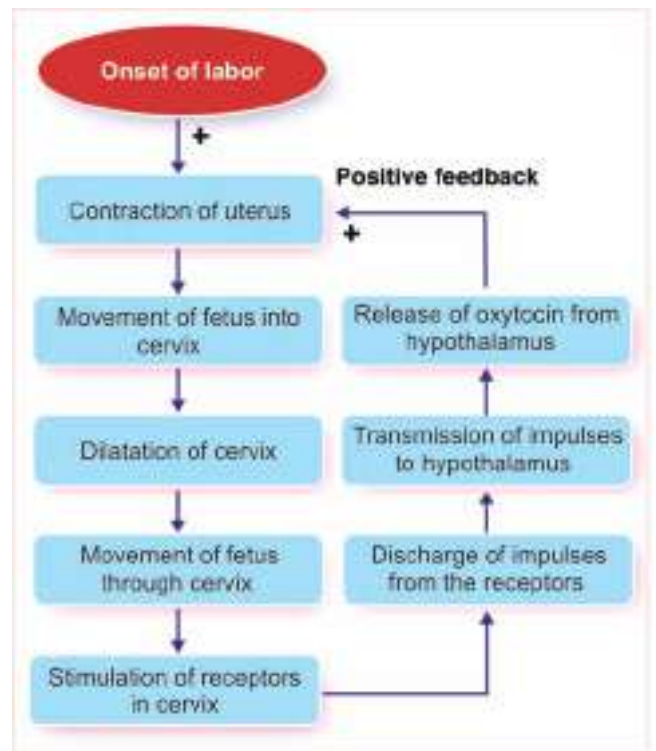 Onset of labor
+
Positive feedback
Contraction of uterus
+
Movement of fetus into
cervix
Release of oxytocin from
hypothalamus
Dilatation of cervix
Transmission of impulses
to hypothalamus
Movement of fetus
through cervix
Discharge of impulses
from the receptors
Stimulation of receptors
in cervix